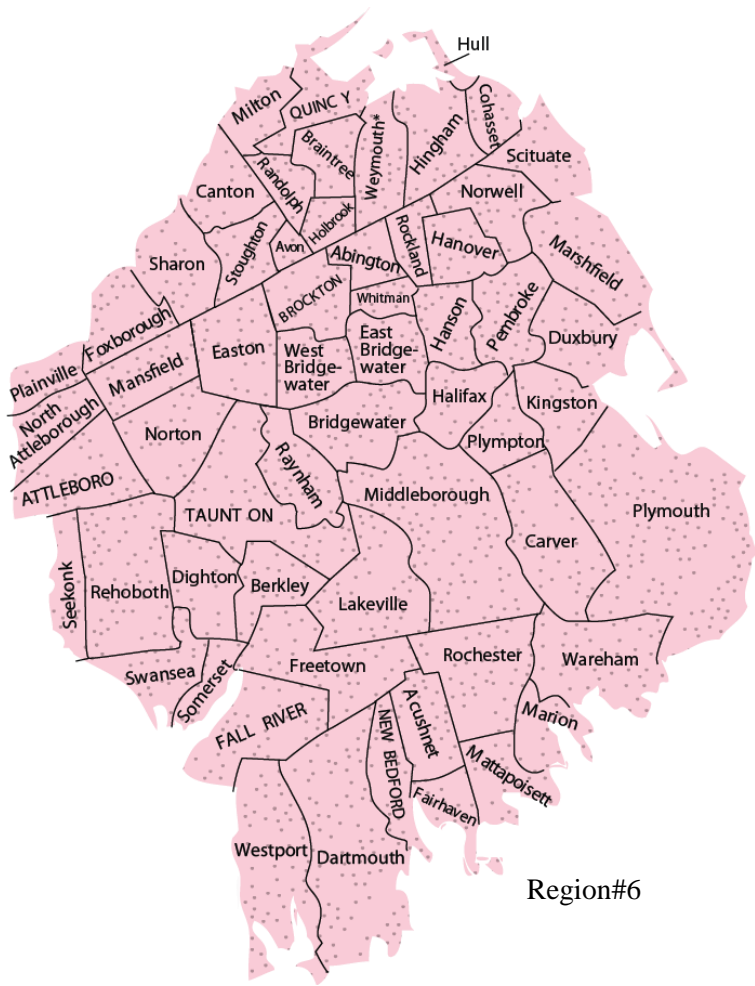 Hull
Milton
QUINC Y
Cohasset
Braintree
Weymouth*
Hingham
Scituate
Randolph
Canton
Norwell
Holbrook
Stoughton
Avon
Rockland
Hanover
Sharon
Abington
Marshfield
BROCKTON
Whitman
Hanson
Pembroke
Foxborough
Duxbury
Easton
West
Bridge-
water
East
Bridge-
water
Plainville
Mansfield
Halifax
Kingston
North
Attleborough
Norton
Bridgewater
Plympton
Raynham
ATTLEBORO
Middleborough
TAUNT ON
Plymouth
Carver
Seekonk
Rehoboth
Dighton
Berkley
Lakeville
Swansea
Somerset
Freetown
Rochester
Wareham
FALL RIVER
NEW BEDFORD
Acushnet
Marion
Mattapoisett
Fairhaven
Westport
Dartmouth
Region#6